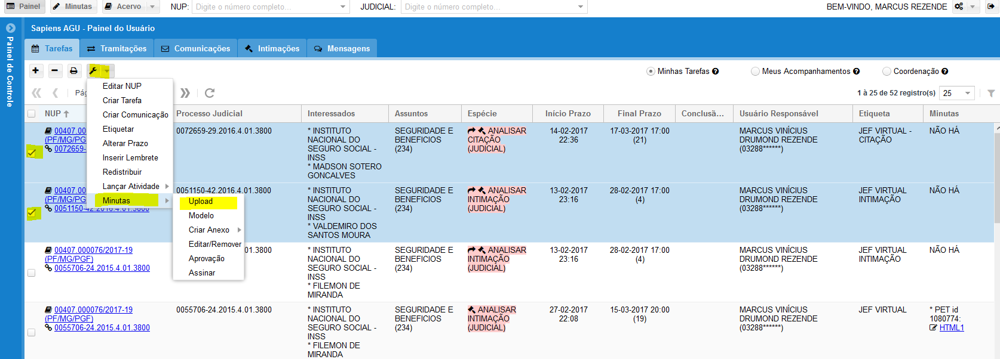 Painel Minutas Acervo NUP: Digite o número completo... JUDICIAL: Digite o número completo... BEM-VINDO, MARCUS REZENDE
Painel de Controle
Sapiens AGU - Painel do Usuário
Tarefas Tramitações Comunicações Intimações Mensagens
Minhas Tarefas Meus Acompanhamentos Coordenação
Editar NUP
Criar Tarefa
Criar Comunicação
Etiquetar
Alterar Prazo
Inserir Lembrete
Redistribuir
Lançar Atividade
Minutas
Upload
Modelo
Criar Anexo
Editar/Remover
Aprovação
Assinar
1 à 25 de 52 registro(s) 25
NUP Processo Judicial Interessados Assuntos Espécie Início Prazo Final Prazo Conclusã... Usuário Responsável Etiqueta Minutas
00407.00
(PF/MG/PGF
0072659-
0072659-29.2016.4.01.3800
* INSTITUTO
NACIONAL DO
SEGURO SOCIAL -
INSS
* MADSON SOTERO
GONCALVES
SEGURIDADE E
BENEFICIOS
(234)
ANALISAR
CITAÇÃO
(JUDICIAL)
14-02-2017
22:36
17-03-2017 17:00
(21)
MARCUS VINÍCIUS
DRUMOND REZENDE
(03288******)
JEF VIRTUAL -
CITAÇÃO
NÃO HÁ
00407.00
(PF/MG/PGF
0051150-42.2016.4.01.3800
0051150-42.2016.4.01.3800
* INSTITUTO
NACIONAL DO
SEGURO SOCIAL -
INSS
* VALDEMIRO DOS
SANTOS MOURA
SEGURIDADE E
BENEFICIOS
(234)
ANALISAR
INTIMAÇÃO
(JUDICIAL)
13-02-2017
23:16
28-02-2017 17:00
(4)
MARCUS VINÍCIUS
DRUMOND REZENDE
(03288******)
JEF VIRTUAL
INTIMAÇÃO
NÃO HÁ
00407.000076/2017-19
(PF/MG/PGF)
0055706-24.2015.4.01.3800
01.3800
* INSTITUTO
NACIONAL DO
SEGURO SOCIAL -
INSS
* FILEMON DE
MIRANDA
SEGURIDADE E
BENEFICIOS
(234)
ANALISAR
INTIMAÇÃO
(JUDICIAL)
13-02-2017
23:16
28-02-2017 17:00
(4)
MARCUS VINÍCIUS
DRUMOND REZENDE
(03288******)
JEF VIRTUAL
INTIMAÇÃO
NÃO HÁ
00407.000076/2017-19
(PF/MG/PGF)
0055706-24.2015.4.01.3800
0055706-24.2015.4.01.3800
* INSTITUTO
NACIONAL DO
SEGURO SOCIAL -
INSS
* FILEMON DE
MIRANDA
SEGURIDADE E
BENEFICIOS
(234)
ANALISAR
INTIMAÇÃO
(JUDICIAL)
27-02-2017
22:08
15-03-2017 20:00
(19)
MARCUS VINÍCIUS
DRUMOND REZENDE
(03288******)
JEF VIRTUAL
* PET id
1080774:
HTML1